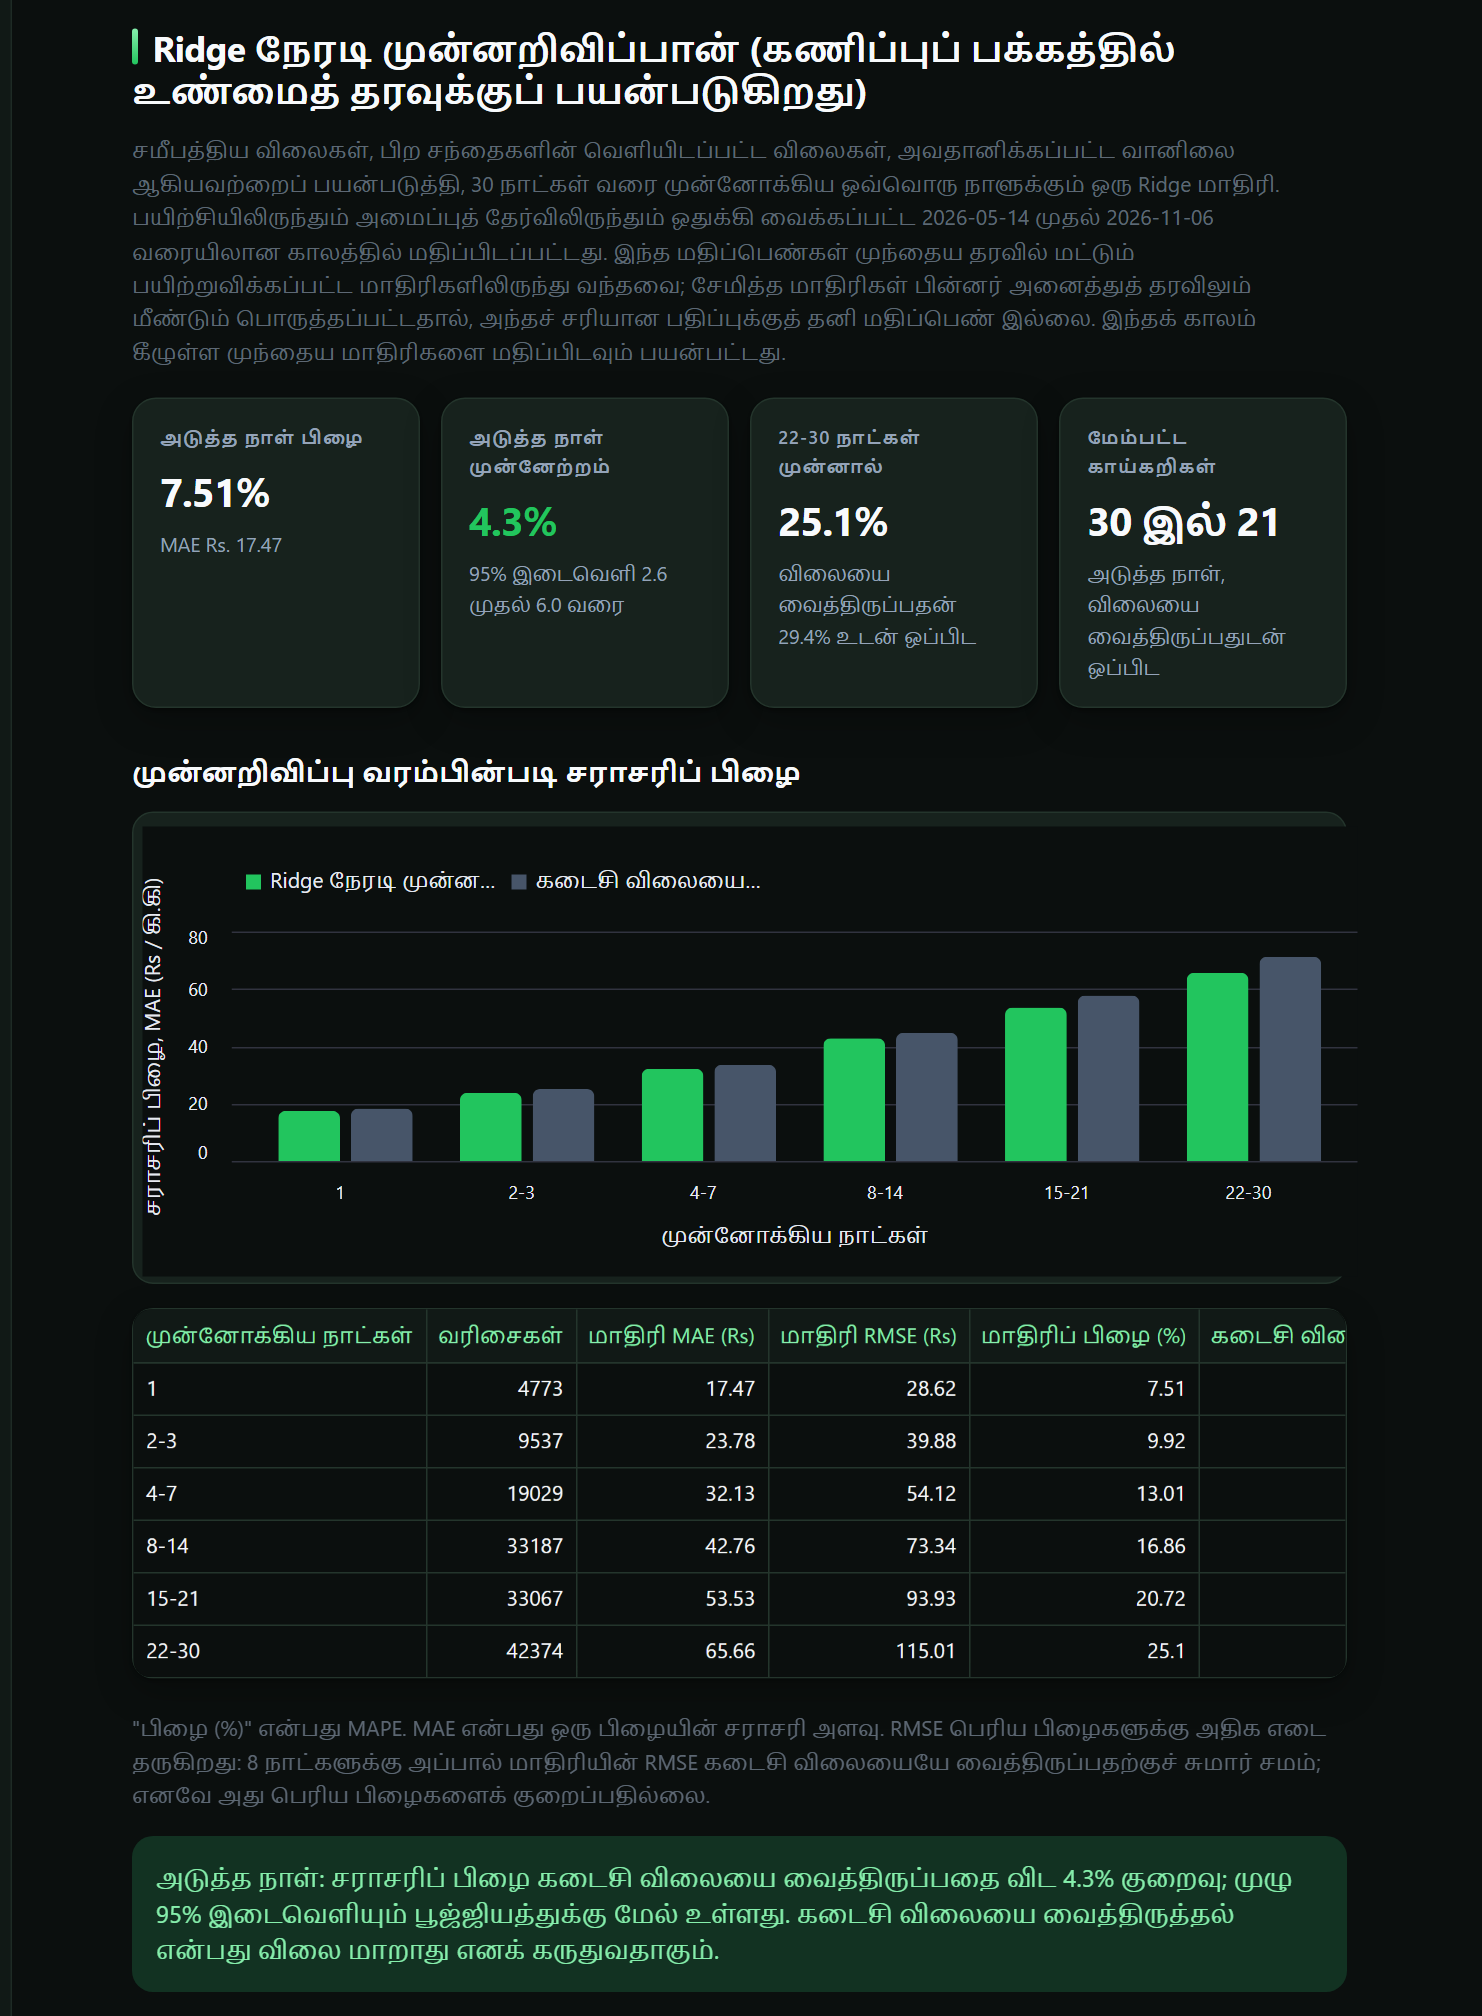 Ridge நேரடி முன்னறிவிப்பான் (கணிப்புப் பக்கத்தில்
உண்மைத் தரவுக்குப் பயன்படுகிறது)
சமீபத்திய விலைகள், பிற சந்தைகளின் வெளியிடப்பட்ட விலைகள், அவதானிக்கப்பட்ட வானிலை
ஆகியவற்றைப் பயன்படுத்தி, 30 நாட்கள் வரை முன்னோக்கிய ஒவ்வொரு நாளுக்கும் ஒரு Ridge மாதிரி.
பயிற்சியிலிருந்தும் அமைப்புத் தேர்விலிருந்தும் ஒதுக்கி வைக்கப்பட்ட 2026-05-14 முதல் 2026-11-06
வரையிலான காலத்தில் மதிப்பிடப்பட்டது. இந்த மதிப்பெண்கள் முந்தைய தரவில் மட்டும்
பயிற்றுவிக்கப்பட்ட மாதிரிகளிலிருந்து வந்தவை; சேமித்த மாதிரிகள் பின்னர் அனைத்துத் தரவிலும்
மீண்டும் பொருத்தப்பட்டதால், அந்தச் சரியான பதிப்புக்குத் தனி மதிப்பெண் இல்லை. இந்தக் காலம்
கீழுள்ள முந்தைய மாதிரிகளை மதிப்பிடவும் பயன்பட்டது.
அடுத்த நாள் பிழை
7.51%
MAE Rs. 17.47
அடுத்த நாள்
முன்னேற்றம்
4.3%
95% இடைவெளி 2.6
முதல் 6.0 வரை
22-30 நாட்கள்
முன்னால்
25.1%
விலையை
வைத்திருப்பதன்
29.4% உடன் ஒப்பிட
மேம்பட்ட
காய்கறிகள்
30 இல் 21
அடுத்த நாள்,
விலையை
வைத்திருப்பதுடன்
ஒப்பிட
முன்னறிவிப்பு வரம்பின்படி சராசரிப் பிழை
Ridge நேரடி முன்ன... கடைசி விலையை...
சராசரிப் பிழை, MAE (Rs / கி.கி)
80
60
40
20
0
1 2-3 4-7 8-14 15-21 22-30
முன்னோக்கிய நாட்கள்
முன்னோக்கிய நாட்கள் வரிசைகள் மாதிரி MAE (Rs) மாதிரி RMSE (Rs) மாதிரிப் பிழை (%) கடைசி வி
1 4773 17.47 28.62 7.51
2-3 9537 23.78 39.88 9.92
4-7 19029 32.13 54.12 13.01
8-14 33187 42.76 73.34 16.86
15-21 33067 53.53 93.93 20.72
22-30 42374 65.66 115.01 25.1
"பிழை (%)" என்பது MAPE. MAE என்பது ஒரு பிழையின் சராசரி அளவு. RMSE பெரிய பிழைகளுக்கு அதிக எடை
தருகிறது: 8 நாட்களுக்கு அப்பால் மாதிரியின் RMSE கடைசி விலையையே வைத்திருப்பதற்குச் சுமார் சமம்;
எனவே அது பெரிய பிழைகளைக் குறைப்பதில்லை.
அடுத்த நாள்: சராசரிப் பிழை கடைசி விலையை வைத்திருப்பதை விட 4.3% குறைவு; முழு
95% இடைவெளியும் பூஜ்ஜியத்துக்கு மேல் உள்ளது. கடைசி விலையை வைத்திருத்தல்
என்பது விலை மாறாது எனக் கருதுவதாகும்.